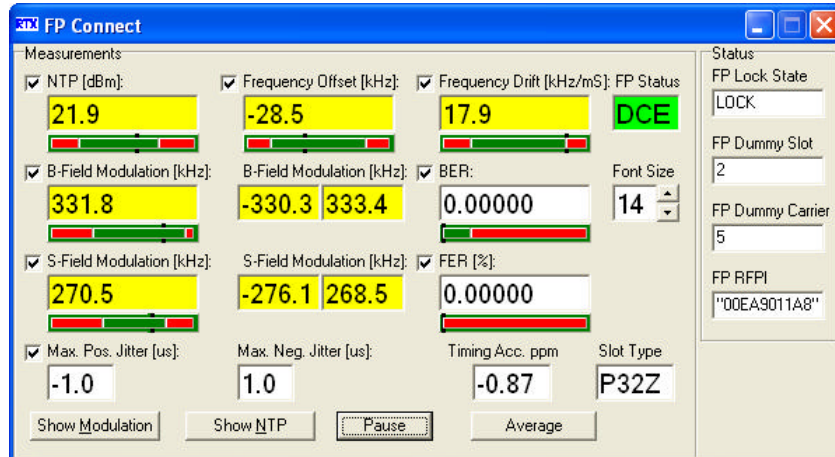 RTX FP Connect
Measurements
NTP [dBm]: Frequency Offset [kHz]: Frequency Drift [kHz/mS]: FP Status
21.9 -28.5 17.9 DCE
B-Field Modulation [kHz]: B-Field Modulation [kHz]: BER: Font Size
331.8 -330.3 333.4 0.00000 14
S-Field Modulation [kHz]: S-Field Modulation [kHz]: FER [%]:
270.5 -276.1 268.5 0.00000
Max. Pos. Jitter [us]: Max. Neg. Jitter [us]: Timing Acc. ppm Slot Type
-1.0 1.0 -0.87 P32Z
Show Modulation Show NTP Pause Average
Status
FP Lock State
LOCK
FP Dummy Slot
2
FP Dummy Carrier
5
FP RFPI
"00EA9011A8"